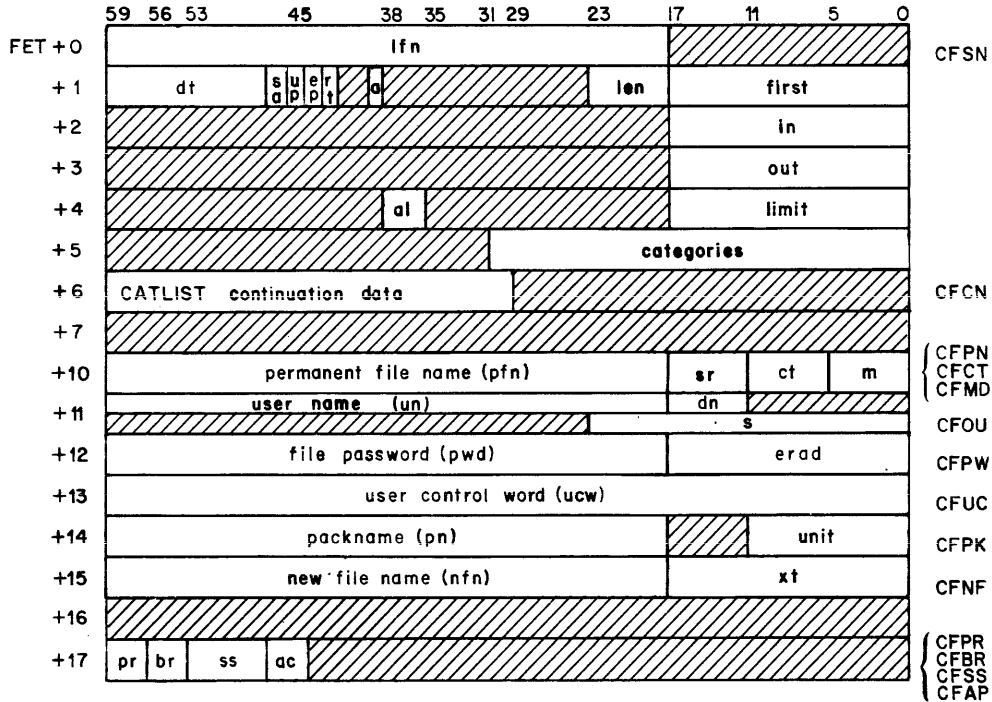 59 56 53 45 38 35 31 29 23 17 11 5 0
FET +0 lfn CFSN
+1 dt sa up ep rt a len first
+2 in
+3 out
+4 al limit
+5 categories
+6 CATLIST continuation data CFCN
+7
+10 permanent file name (pfn) sr ct m CFPN CFCT CFMD
+11 user name (un) dn
s CFOU
+12 file password (pwd) erad CFPW
+13 user control word (ucw) CFUC
+14 packname (pn) unit CFPK
+15 new file name (nfn) xt CFNF
+16
+17 pr br ss ac CFPR CFBR CFSS CFAP